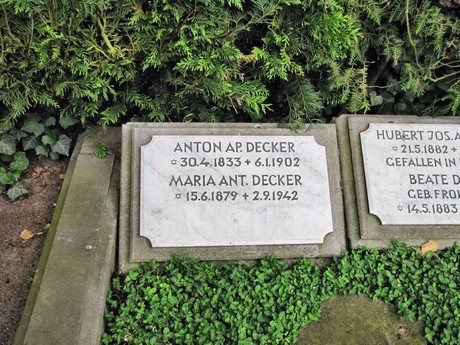 ANTON AP. DECKER
☆ 30.4.1833 + 6.1.1902
MARIA ANT. DECKER
☆ 15.6.1879 + 2.9.1942
HUBERT JOS. A
☆ 21.5.1882
GEFALLEN IN
BEATE D
GEB. FRO
☆ 14.5.1883